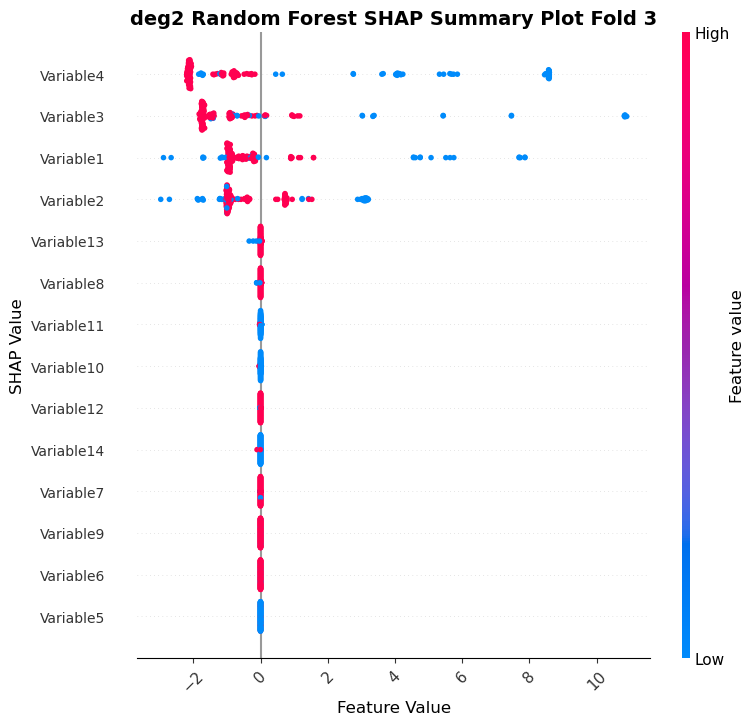 deg2 Random Forest SHAP Summary Plot Fold 3
High
Variable4
Variable3
Variable1
Variable2
Variable13
Variable8
Variable11
Variable10
Variable12
Variable14
Variable7
Variable9
Variable6
Variable5
SHAP Value
Feature value
Low
−2
0
2
4
6
8
10
Feature Value